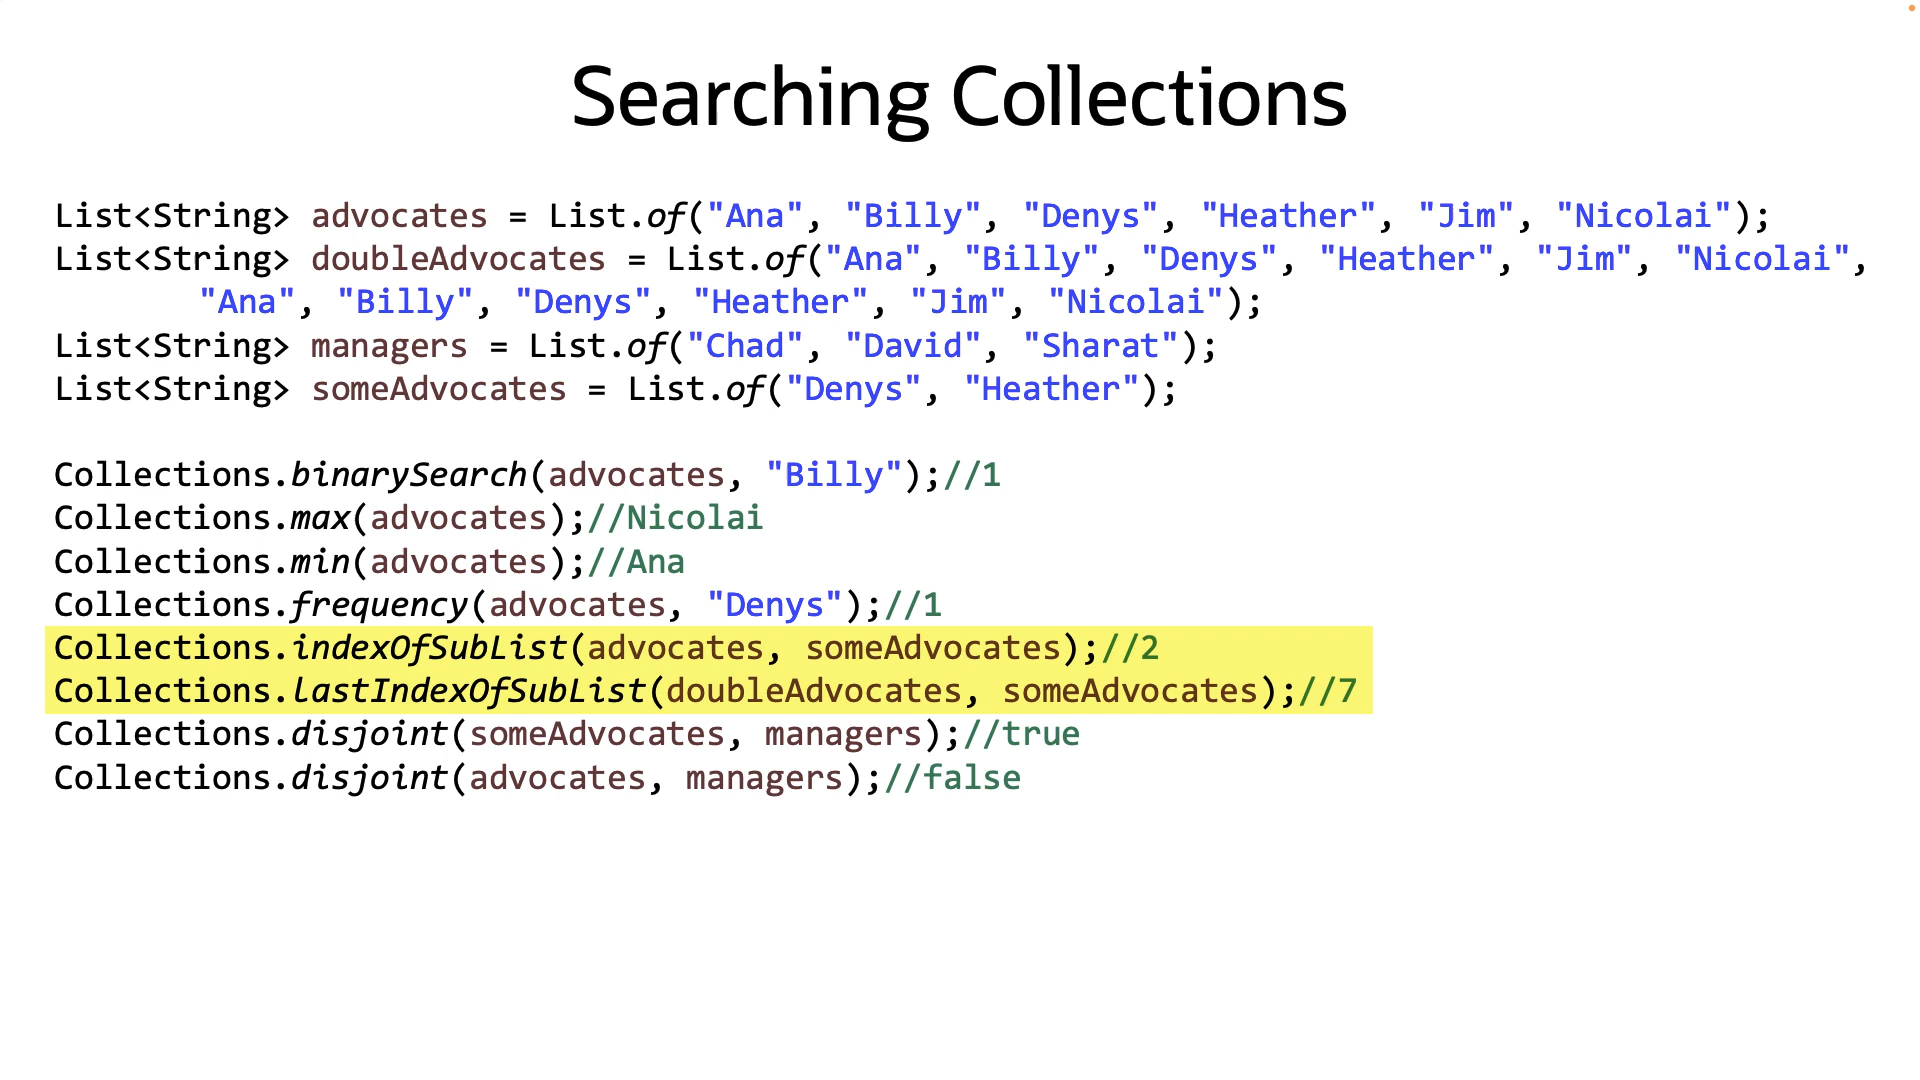 Searching Collections
List<String> advocates = List.of("Ana", "Billy", "Denys", "Heather", "Jim", "Nicolai");
List<String> doubleAdvocates = List.of("Ana", "Billy", "Denys", "Heather", "Jim", "Nicolai",
"Ana", "Billy", "Denys", "Heather", "Jim", "Nicolai");
List<String> managers = List.of("Chad", "David", "Sharat");
List<String> someAdvocates = List.of("Denys", "Heather");
Collections.binarySearch(advocates, "Billy");//1
Collections.max(advocates);//Nicolai
Collections.min(advocates);//Ana
Collections.frequency(advocates, "Denys");//1
Collections.indexOfSubList(advocates, someAdvocates);//2
Collections.lastIndexOfSubList(doubleAdvocates, someAdvocates);//7
Collections.disjoint(someAdvocates, managers);//true
Collections.disjoint(advocates, managers);//false